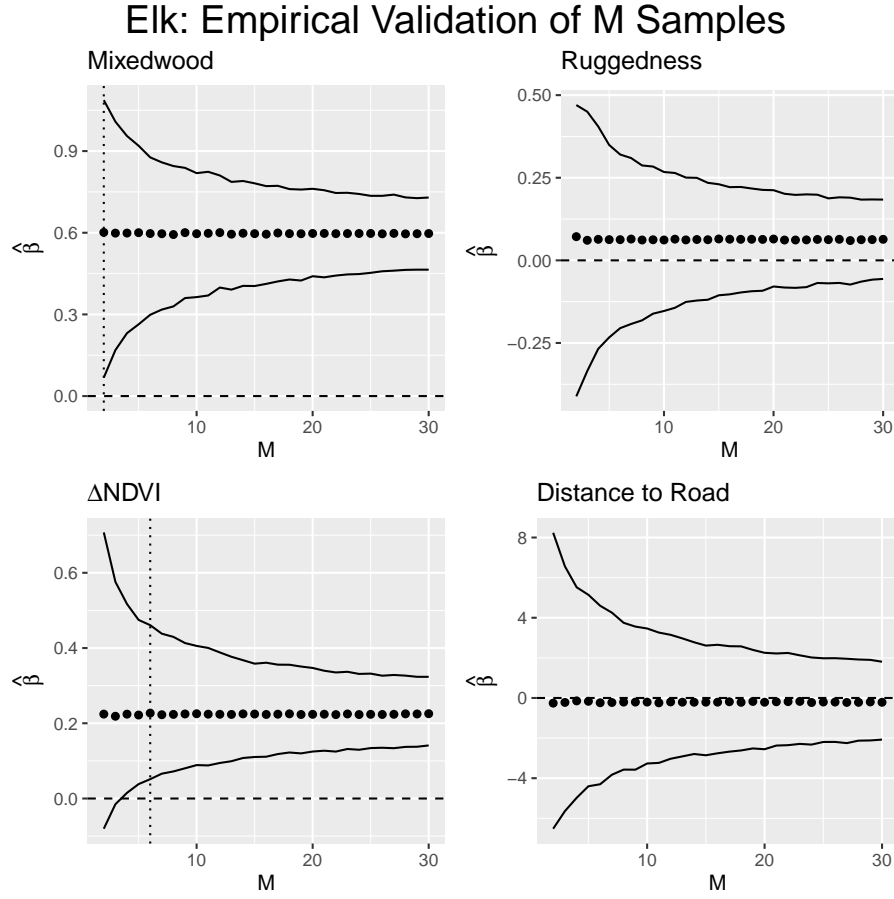 Elk: Empirical Validation of M Samples
Mixedwood
0.9
0.6
0.3
0.0
β̂
10
20
30
M
Ruggedness
0.50
0.25
0.00
−0.25
β̂
10
20
30
M
ΔNDVI
0.6
0.4
0.2
0.0
β̂
10
20
30
M
Distance to Road
8
4
0
−4
β̂
10
20
30
M